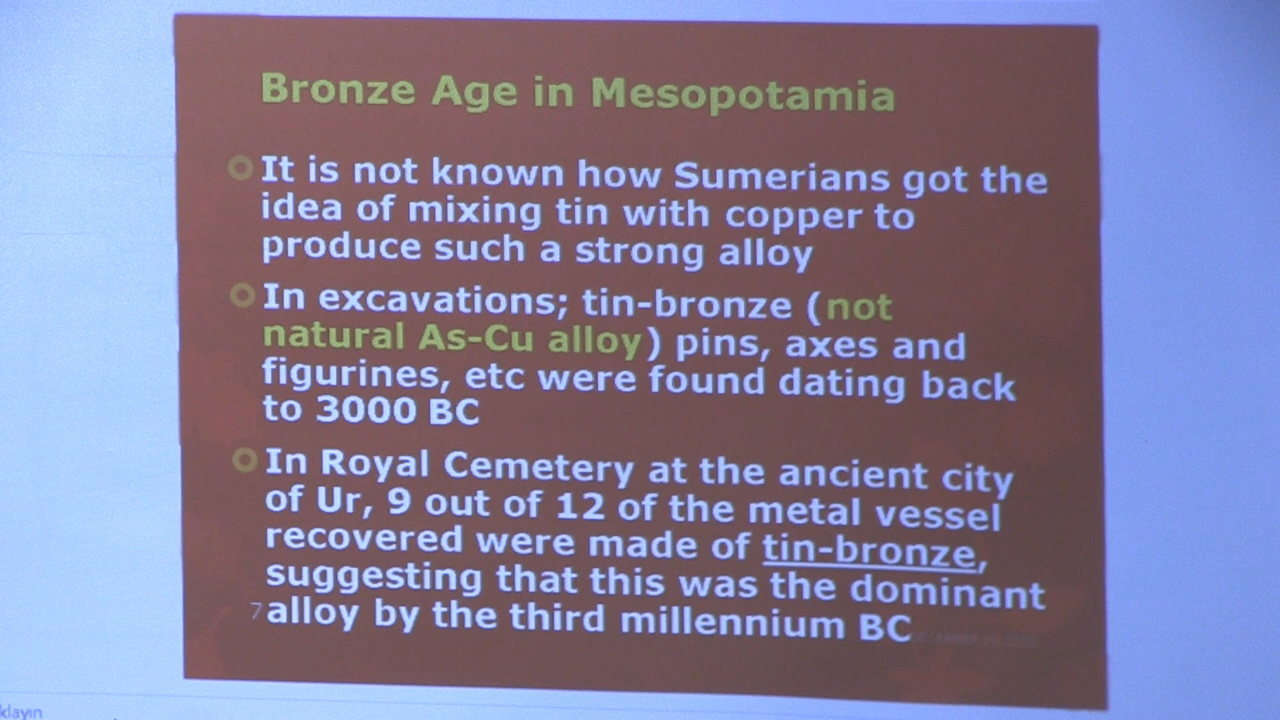 Bronze Age in Mesopotamia
It is not known how Sumerians got the
idea of mixing tin with copper to
produce such a strong alloy
In excavations; tin-bronze (not
natural As-Cu alloy) pins, axes and
figurines, etc were found dating back
to 3000 BC
In Royal Cemetery at the ancient city
of Ur, 9 out of 12 of the metal vessel
recovered were made of tin-bronze,
suggesting that this was the dominant
7 alloy by the third millennium BC
klayın